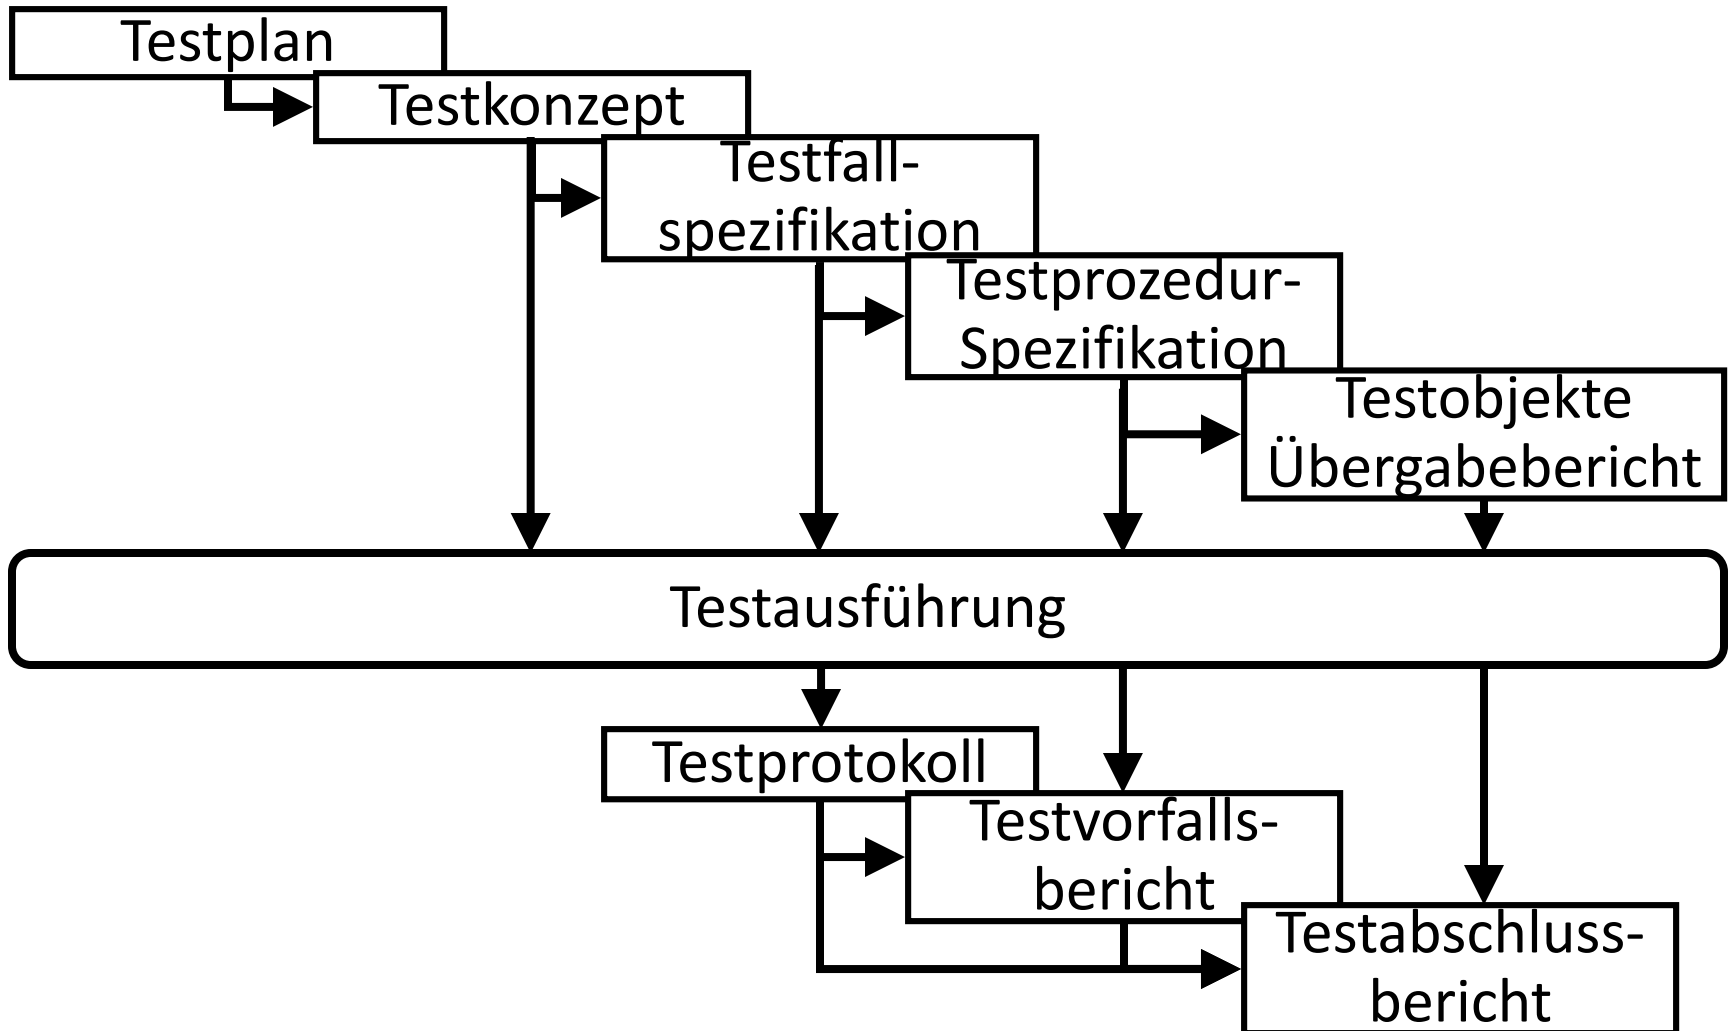 Testplan
Testkonzept
Testfall-
spezifikation
Testprozedur-
Spezifikation
Testobjekte
Übergabebericht
Testausführung
Testprotokoll
Testvorfalls-
bericht
Testabschluss-
bericht